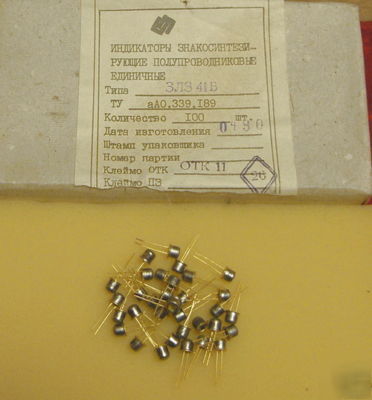 ИНДИКАТОРЫ ЗНАКОСИНТЕЗИ-
РУЮЩИЕ ПОЛУПРОВОДНИКОВЫЕ
ЕДИНИЧНЫЕ
Типа 3ЛЗ41В
ТУ аА0.339.189
Количество 100 шт.
Дата изготовления
Штамп упаковщика
Номер партии
Клеймо ОТК ОТК 11
Клеймо ПЗ 26